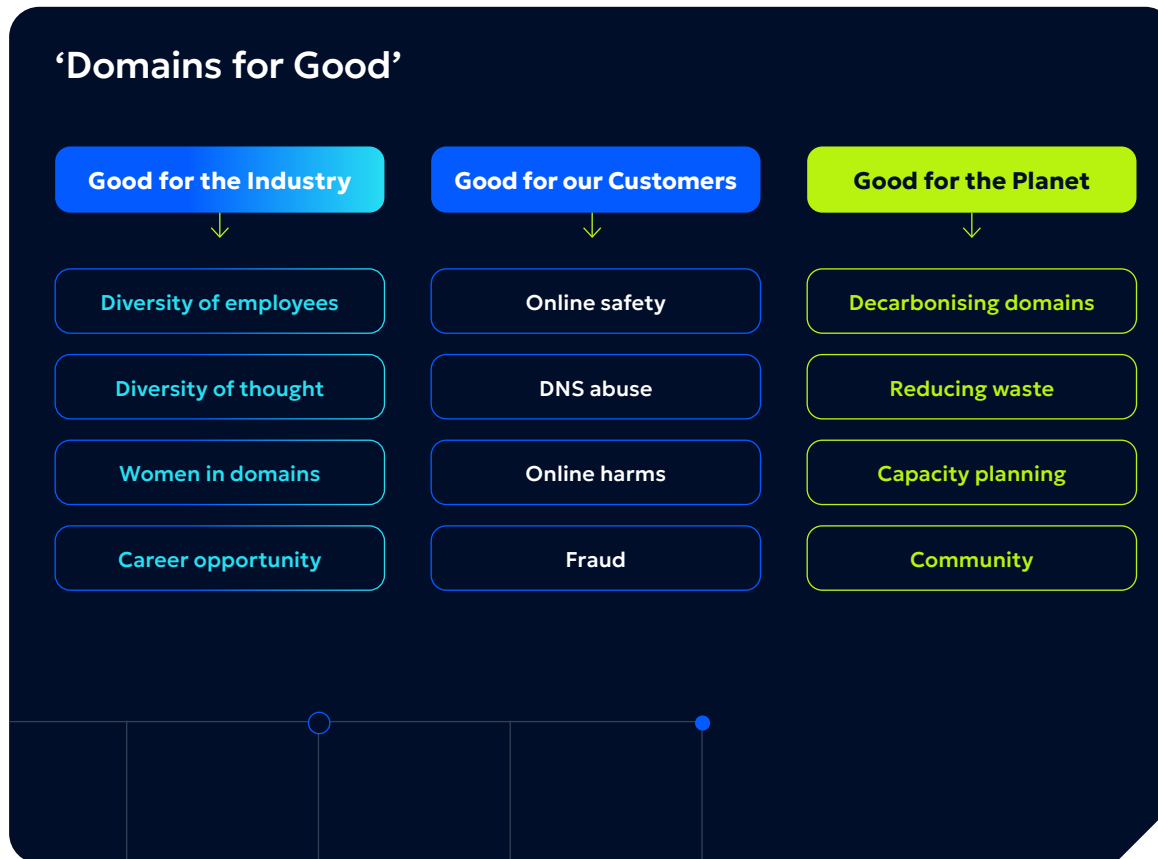 ‘Domains for Good’
Good for the Industry
Diversity of employees
Diversity of thought
Women in domains
Career opportunity
Good for our Customers
Online safety
DNS abuse
Online harms
Fraud
Good for the Planet
Decarbonising domains
Reducing waste
Capacity planning
Community